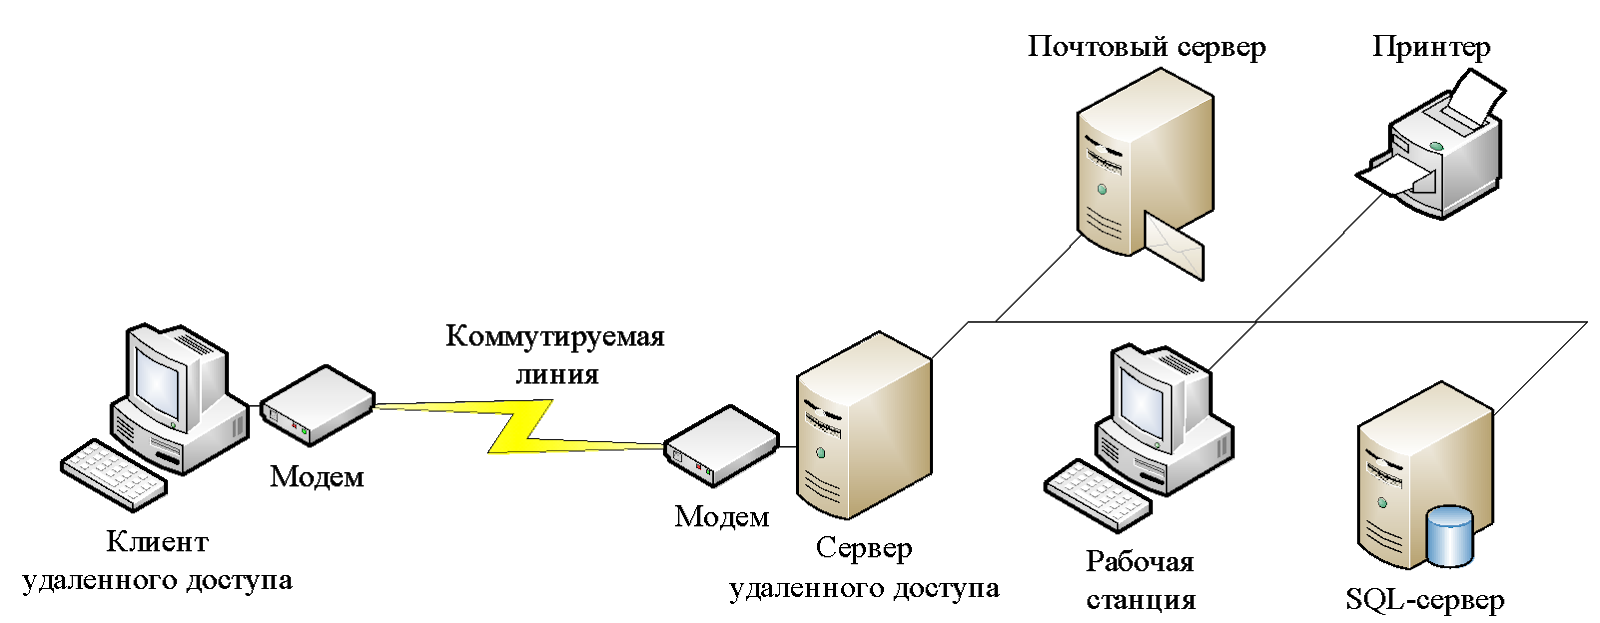 Почтовый сервер
Принтер
Коммутируемая
линия
Модем
Модем
Клиент
удаленного доступа
Сервер
удаленного доступа
Рабочая
станция
SQL-сервер